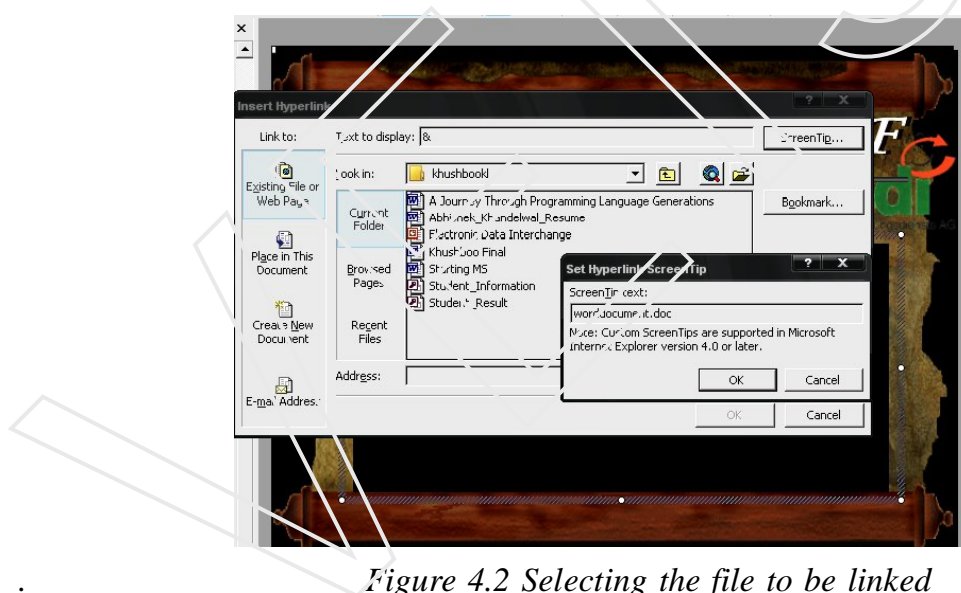 Insert Hyperlink
? X
Link to:
Text to display: &
ScreenTip...
F
Existing File or
Web Page
Look in:
khushbookl
Bookmark...
Current
Folder
A Journey Through Programming Language Generations
Abhishek_Khandelwal_Resume
Electronic Data Interchange
Khushboo Final
Starting MS
Student_Information
Student_Result
Place in This
Document
Browsed
Pages
Create New
Document
Recent
Files
Address:
E-mail Address
OK
Cancel
Set Hyperlink ScreenTip
? X
ScreenTip text:
worddocument.doc
Note: Custom ScreenTips are supported in Microsoft
Internet Explorer version 4.0 or later.
OK
Cancel
. Figure 4.2 Selecting the file to be linked